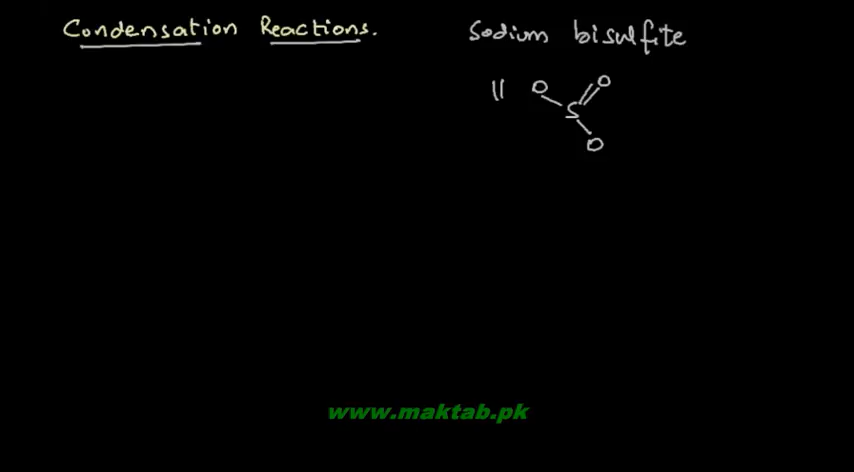 Condensation Reactions.
Sodium bisulfite
|| O S O
O
www.maktab.pk